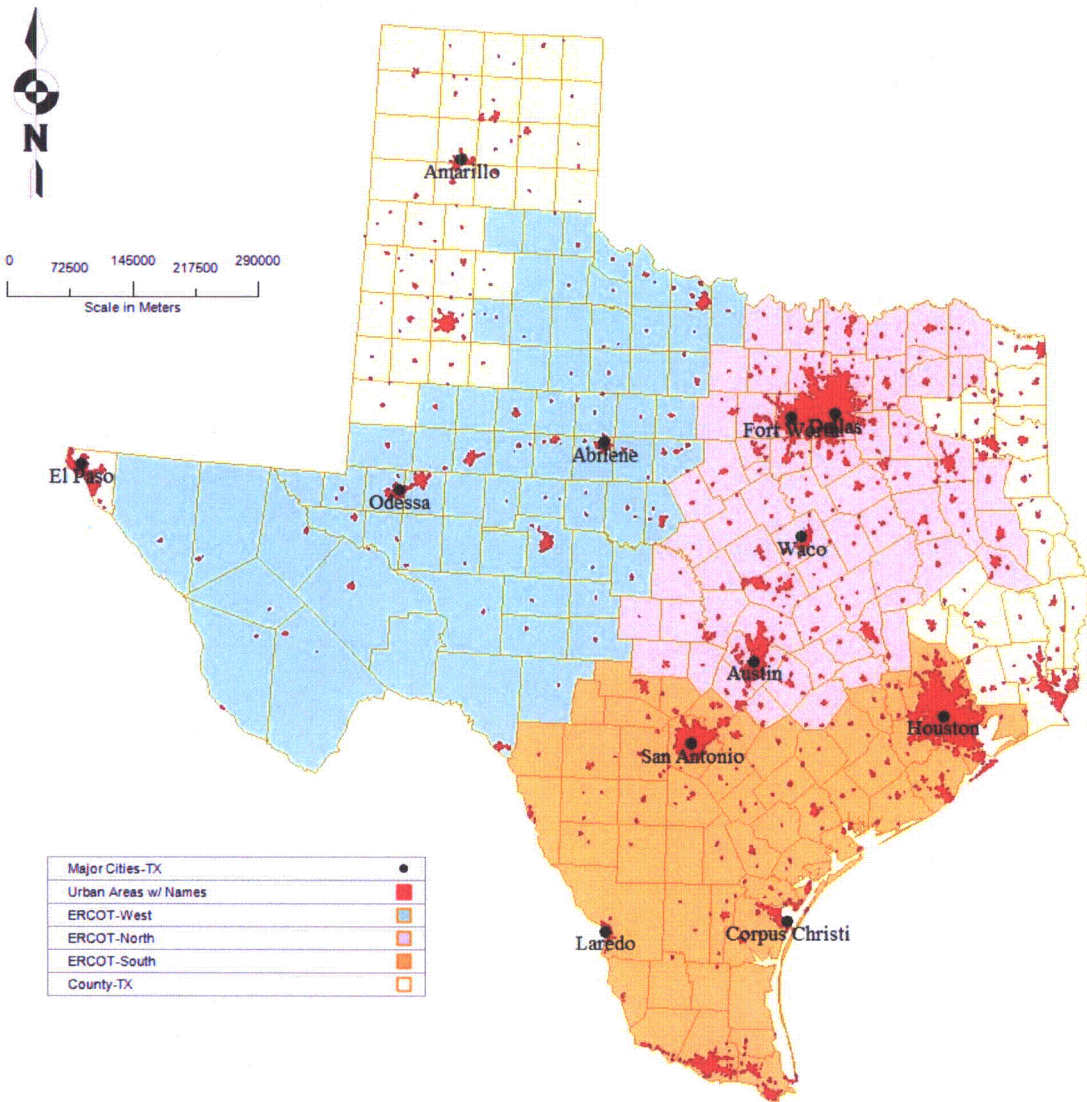 N
Amarillo
0 72500 145000 217500 290000
Scale in Meters
Fort Worth Dallas
Abilene
El Paso
Odessa
Waco
Austin
Houston
San Antonio
Major Cities-TX
Urban Areas w/ Names
ERCOT-West
ERCOT-North
ERCOT-South
County-TX
Laredo
Corpus Christi